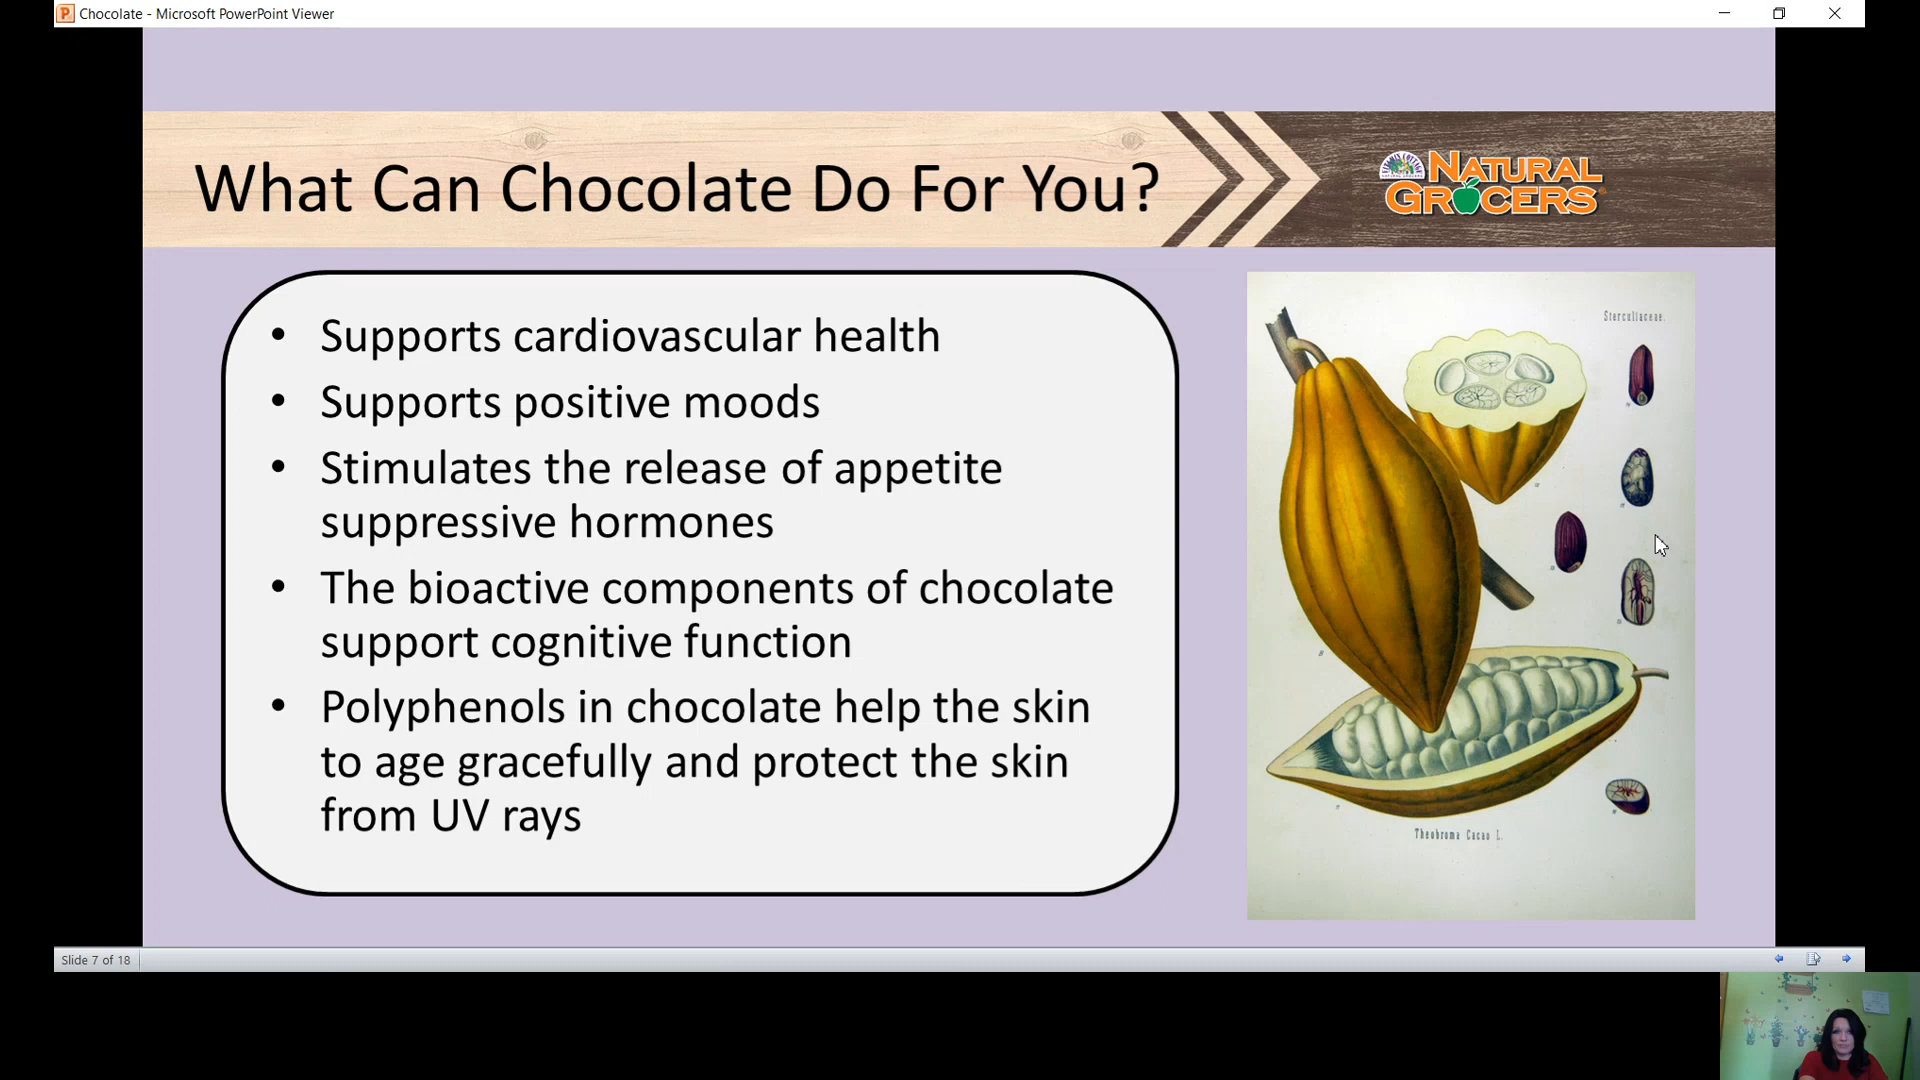 Chocolate - Microsoft PowerPoint Viewer
What Can Chocolate Do For You?
VITAMIN COTTAGE
NATURAL
GROCERS
• Supports cardiovascular health
• Supports positive moods
• Stimulates the release of appetite
suppressive hormones
• The bioactive components of chocolate
support cognitive function
• Polyphenols in chocolate help the skin
to age gracefully and protect the skin
from UV rays
Sterculiaceae.
Theobroma Cacao L.
Slide 7 of 18